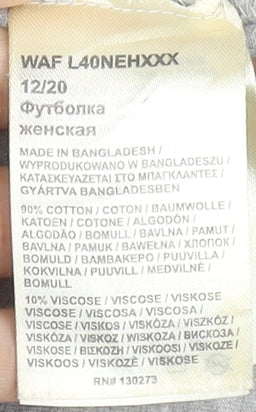 WAF L40NEHXXX
12/20
Футболка
женская
MADE IN BANGLADESH /
WYPRODUKOWANO W BANGLADESZU /
ΚΑΤΑΣΚΕΥΑΖΕΤΑΙ ΣΤΟ ΜΠΑΓΚΛΑΝΤΕΣ /
GYÁRTVA BANGLADESBEN
90% COTTON / COTON / BAUMWOLLE /
KATOEN / COTONE / ALGODÓN /
ALGODÃO / BOMULL / BAVLNA / PAMUT /
BAVLNA / PAMUK / BAWEŁNA / ХЛОПОК /
BOMULD / ΒΑΜΒΑΚΕΡΟ / PUUVILLA /
KOKVILNA / PUUVILL / MEDVILNĖ /
BOMULL
10% VISCOSE / VISCOSE / VISKOSE
VISCOSE / VISCOSA / VISCOSA /
VISCOSE / VISKOS / VISKÓZA / VISZKÓZ /
VISKÓZA / VISKOZ / WISKOZA / ВИСКОЗА /
VISKOSE / ΒΙΣΚΟΖΗ / VISKOOSI / VISKOZE /
VISKOOS / VISKOZĖ / VISKOSE
RN# 130273